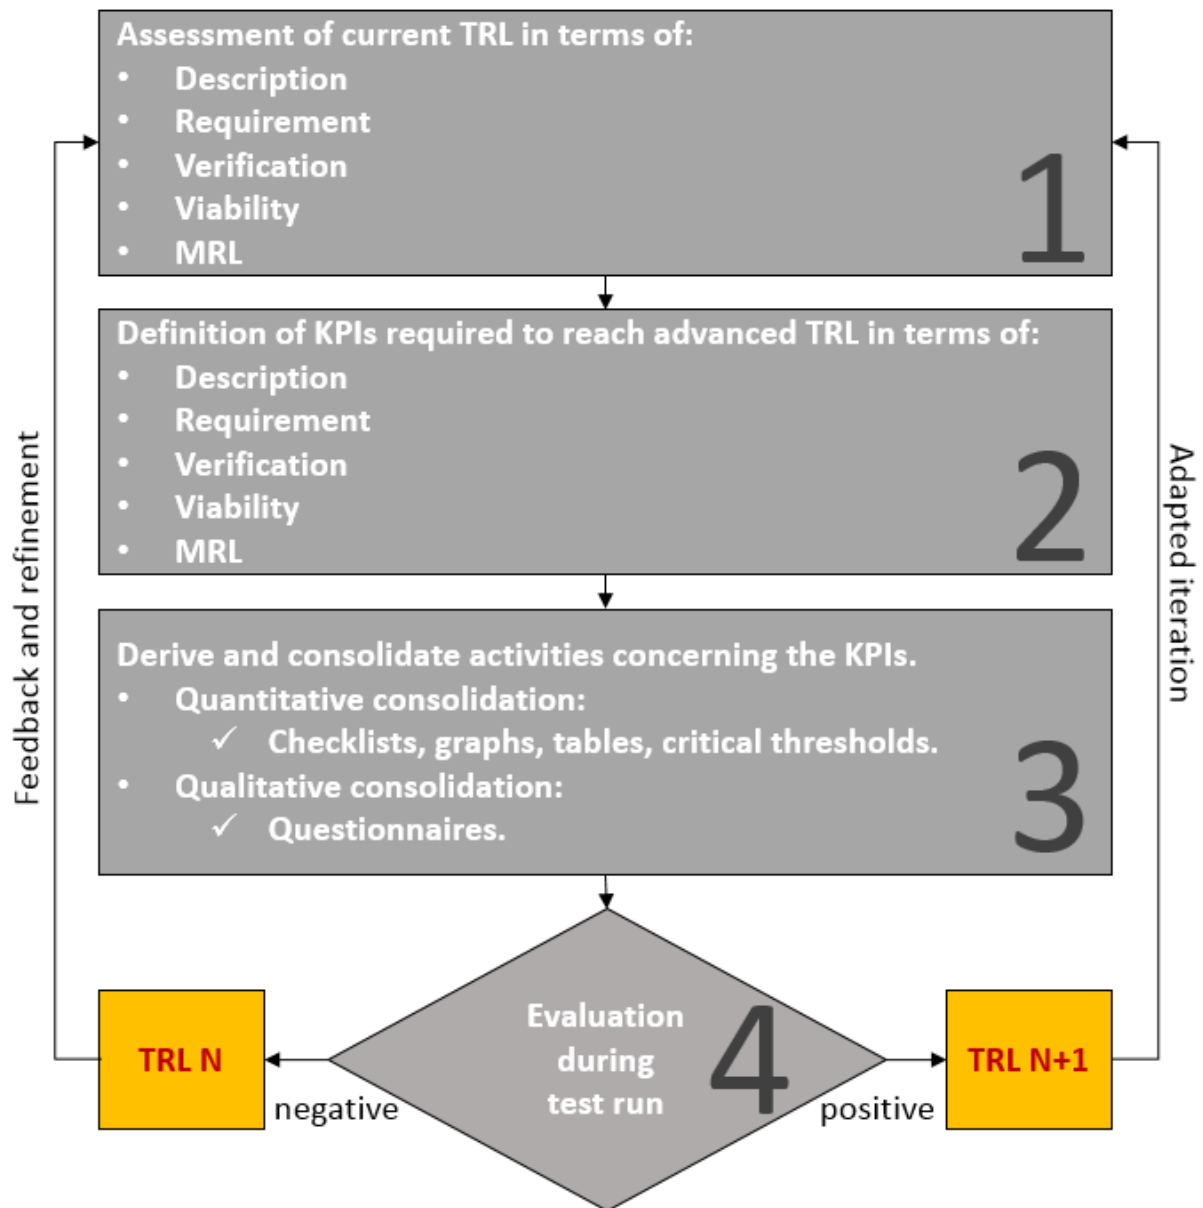 Assessment of current TRL in terms of:
• Description
• Requirement
• Verification
• Viability
• MRL
1
Definition of KPIs required to reach advanced TRL in terms of:
• Description
• Requirement
• Verification
• Viability
• MRL
2
Derive and consolidate activities concerning the KPIs.
• Quantitative consolidation:
✓ Checklists, graphs, tables, critical thresholds.
• Qualitative consolidation:
✓ Questionnaires.
3
Evaluation
during
test run
4
TRL N
negative
positive
TRL N+1
Feedback and refinement
Adapted iteration